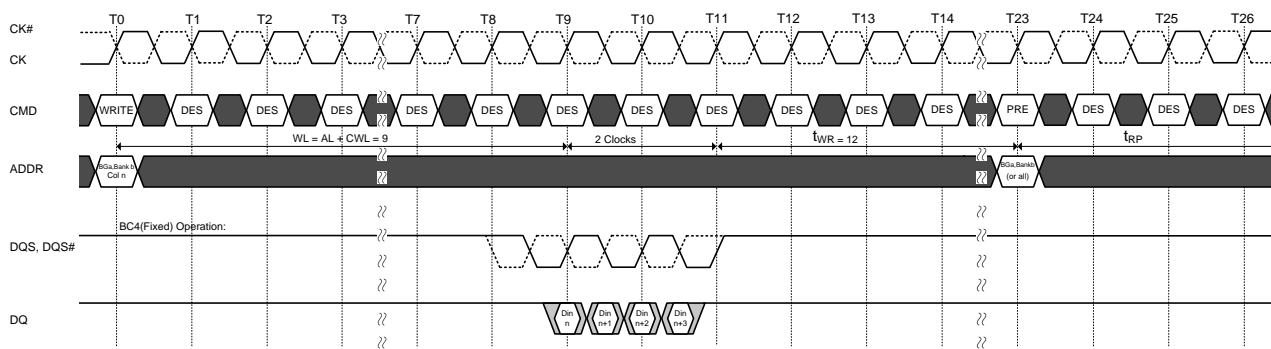 T0 T1 T2 T3 T7 T8 T9 T10 T11 T12 T13 T14 T23 T24 T25 T26
CK#
CK
CMD WRITE DES DES DES DES DES DES DES DES DES DES DES PRE DES DES DES
WL = AL + CWL = 9 2 Clocks tWR = 12 tRP
ADDR
BGa,Bank b
Col n
BGa,Bankb
(or all)
BC4(Fixed) Operation:
DQS, DQS#
DQ
Din
n
Din
n+1
Din
n+2
Din
n+3